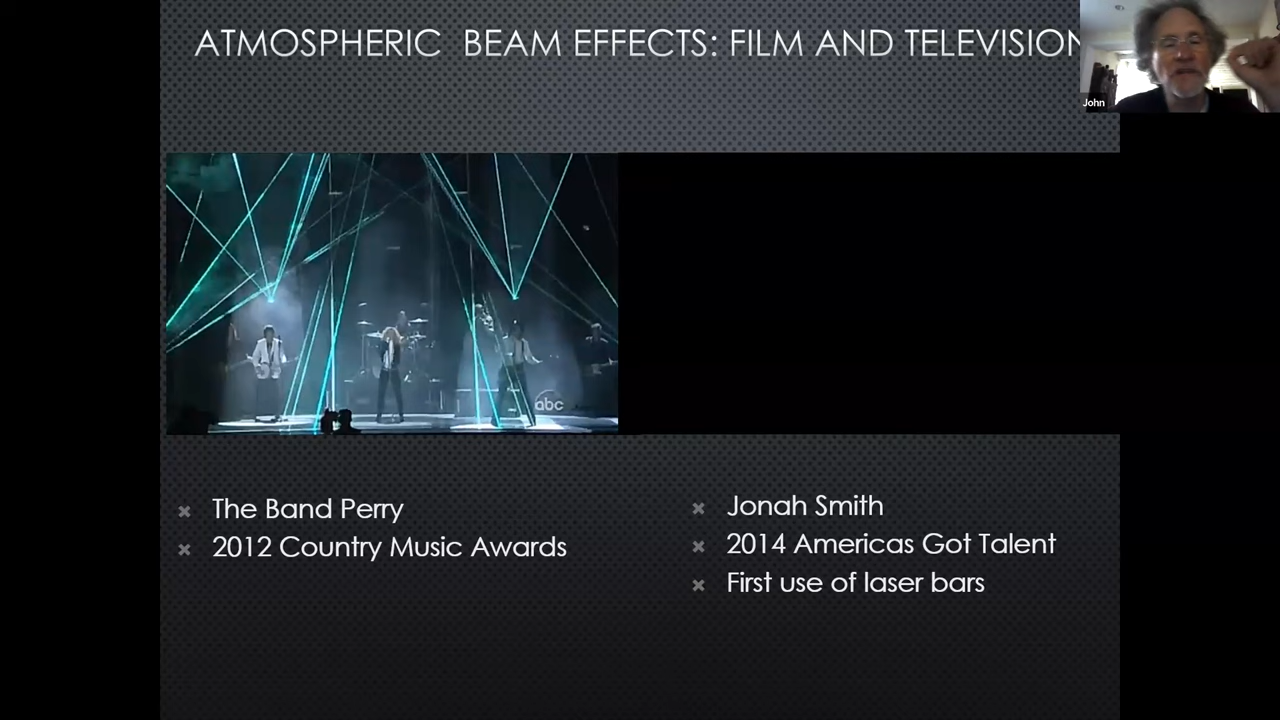 ATMOSPHERIC  BEAM EFFECTS: FILM AND TELEVISION
John
abc
The Band Perry
2012 Country Music Awards
Jonah Smith
2014 Americas Got Talent
First use of laser bars